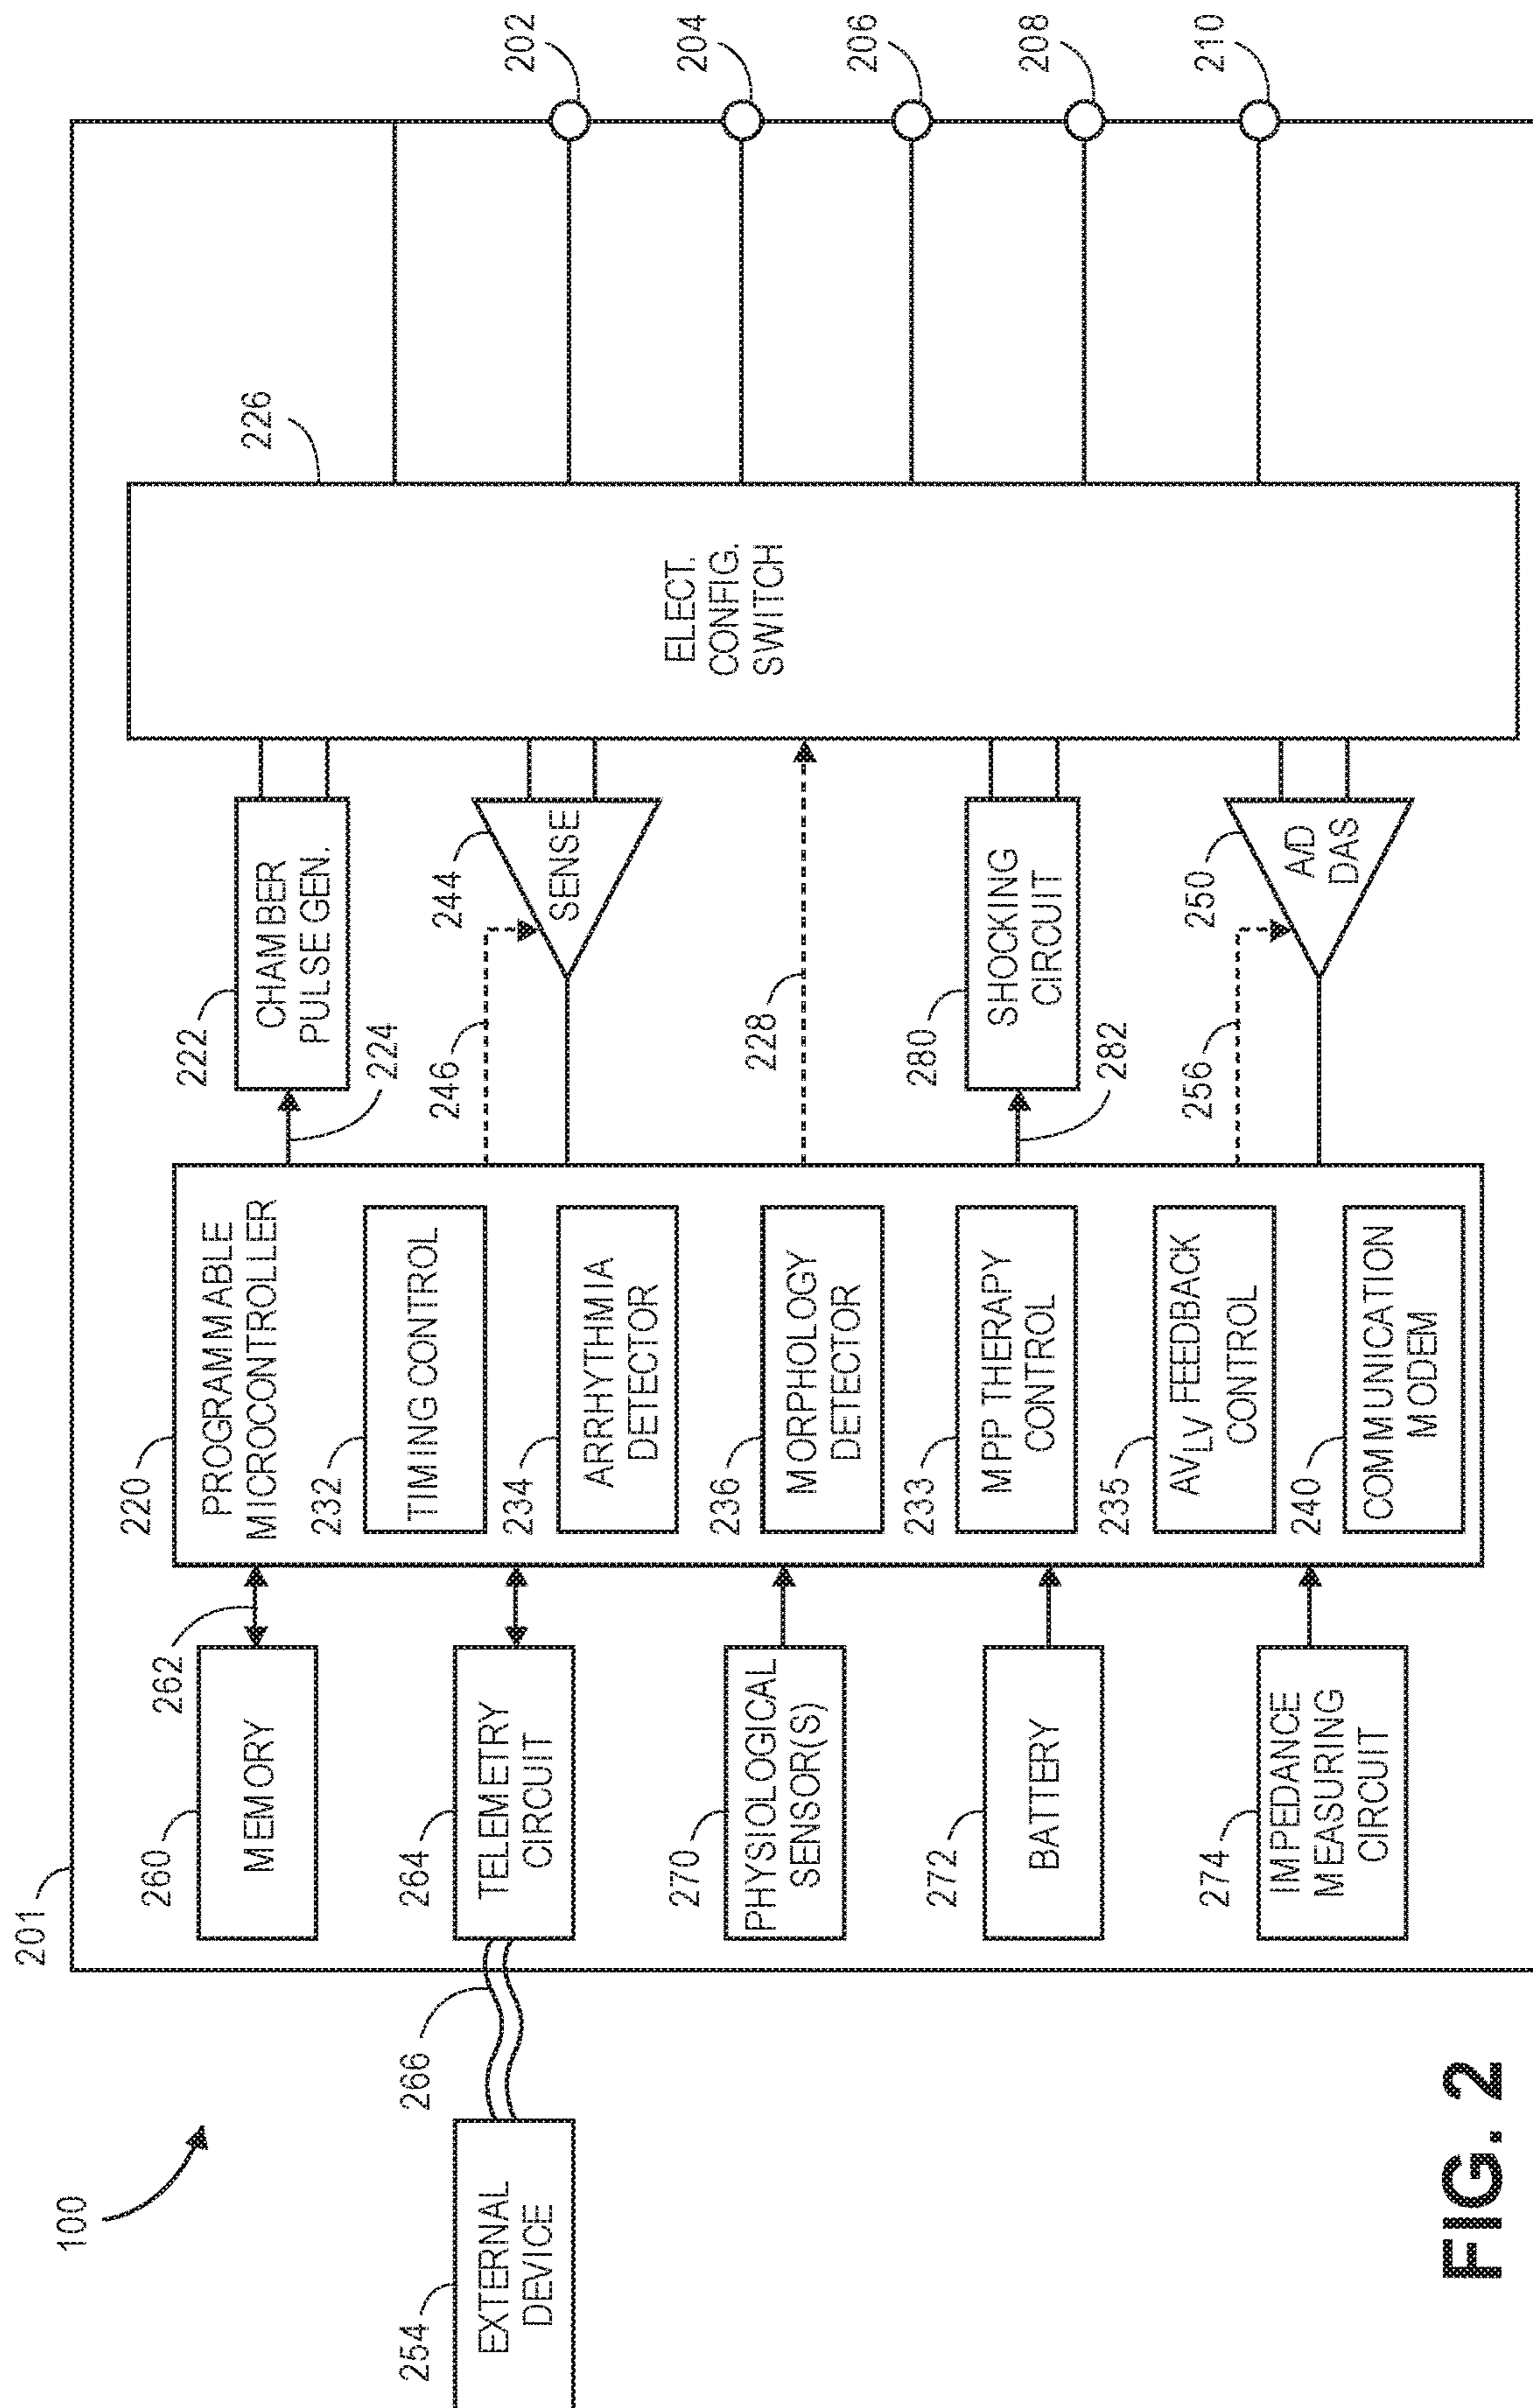 100
201
254
EXTERNAL
DEVICE
266
260
MEMORY
262
264
TELEMETRY
CIRCUIT
270
PHYSIOLOGICAL
SENSOR(S)
272
BATTERY
274
IMPEDANCE
MEASURING
CIRCUIT
220
PROGRAMMABLE
MICROCONTROLLER
232
TIMING CONTROL
234
ARRHYTHMIA
DETECTOR
236
MORPHOLOGY
DETECTOR
233
MPP THERAPY
CONTROL
235
AVLV FEEDBACK
CONTROL
240
COMMUNICATION
MODEM
222
CHAMBER
PULSE GEN.
224
244
SENSE
246
228
280
SHOCKING
CIRCUIT
282
250
A/D
DAS
256
226
ELECT.
CONFIG.
SWITCH
202
204
206
208
210
FIG. 2